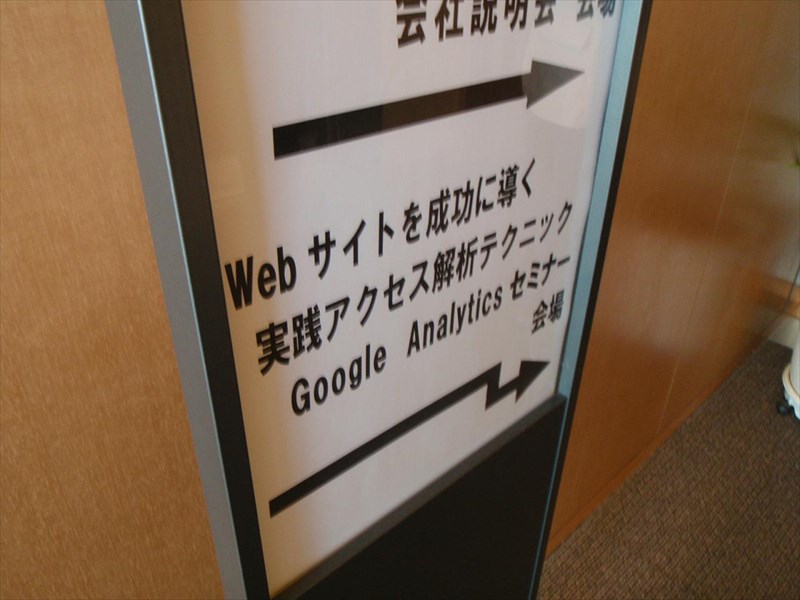 会社説明会 会場
Webサイトを成功に導く
実践アクセス解析テクニック
Google Analytics セミナー
会場